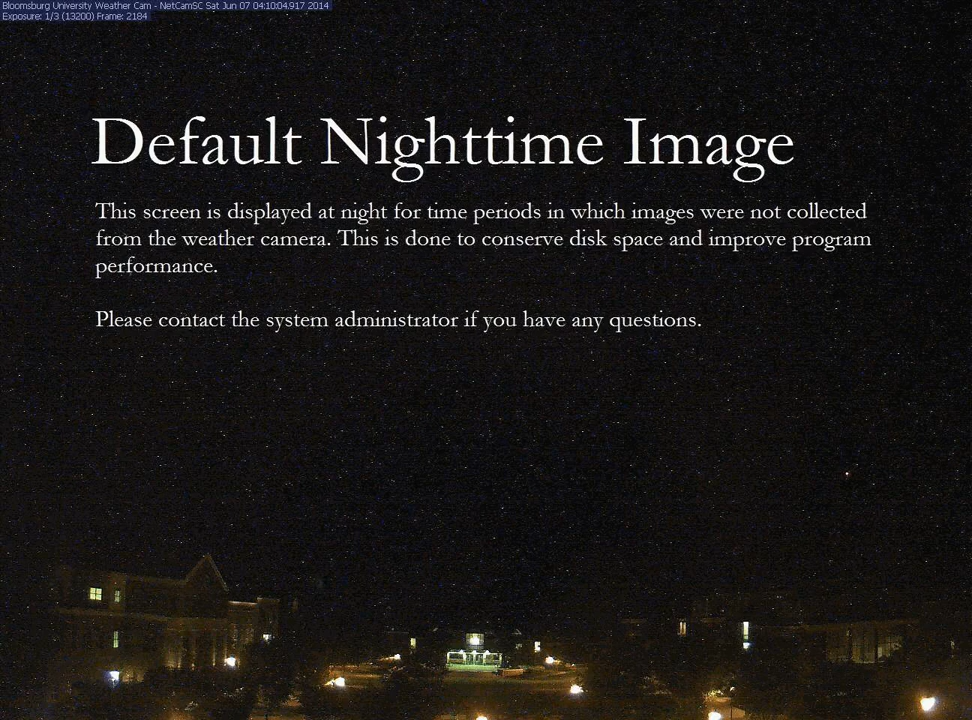 Bloomsburg University Weather Cam - NetCamSC Sat Jun 07 04:10:04.917 2014
Exposure: 1/3 (13200) Frame: 2184
Default Nighttime Image
This screen is displayed at night for time periods in which images were not collected
from the weather camera. This is done to conserve disk space and improve program
performance.
Please contact the system administrator if you have any questions.